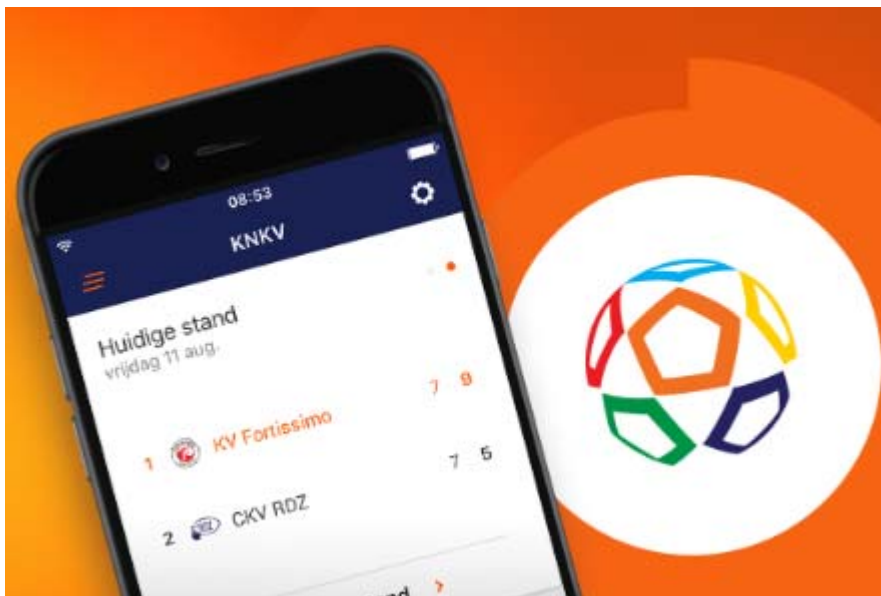 08:53
KNKV
Huidige stand
vrijdag 11 aug.
1 KV Fortissimo 7 9
2 CKV RDZ 7 5